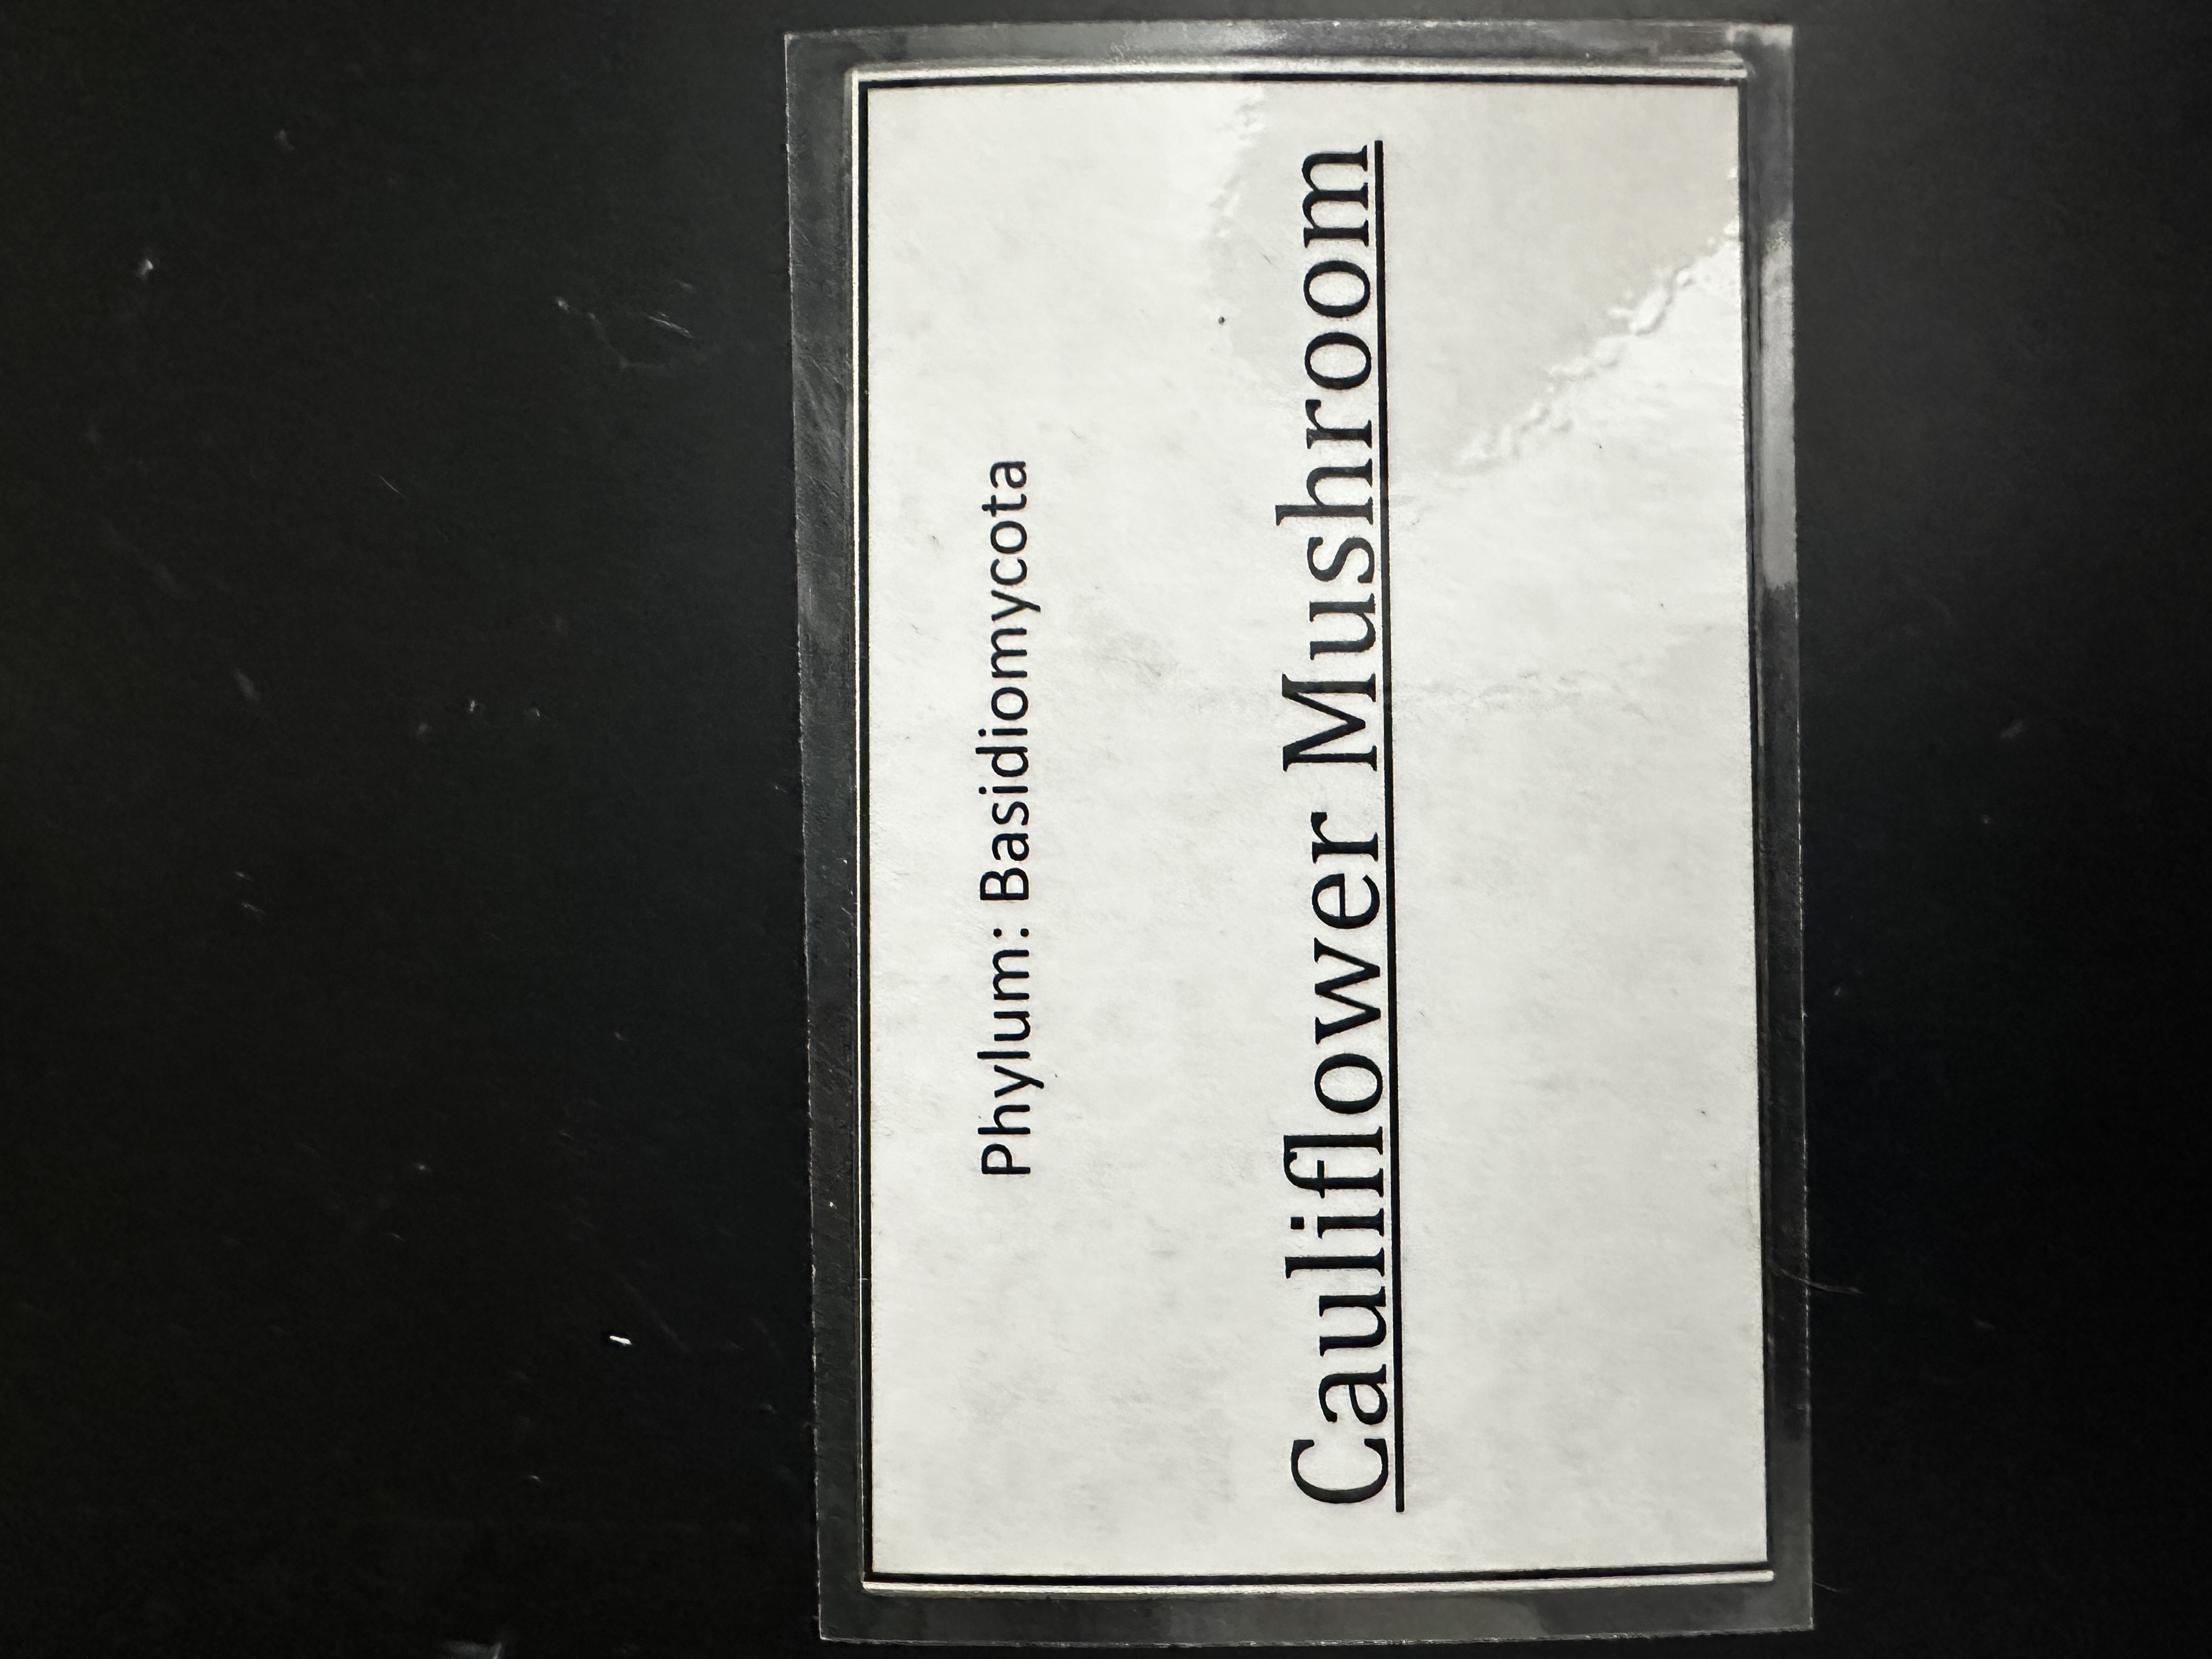 Phylum: Basidiomycota
Cauliflower Mushroom